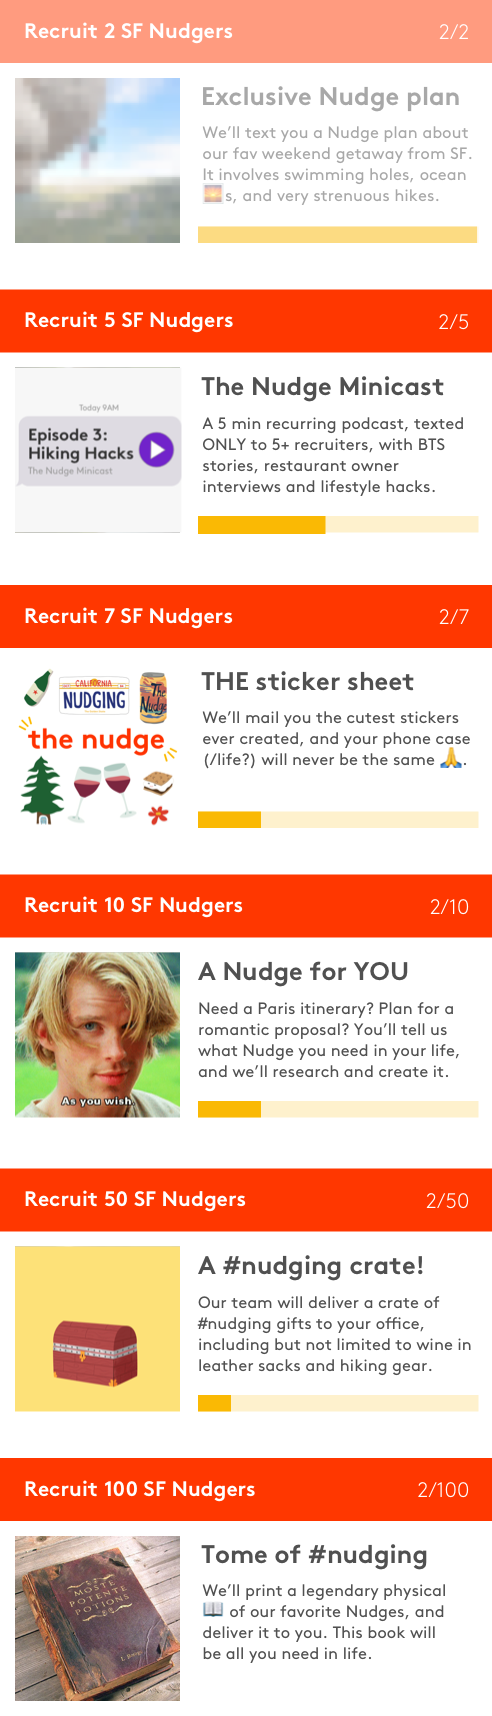 Recruit 2 SF Nudgers 2/2
Exclusive Nudge plan
We’ll text you a Nudge plan about
our fav weekend getaway from SF.
It involves swimming holes, ocean
🌅s, and very strenuous hikes.
Recruit 5 SF Nudgers 2/5
Today 9AM
Episode 3:
Hiking Hacks
The Nudge Minicast
The Nudge Minicast
A 5 min recurring podcast, texted
ONLY to 5+ recruiters, with BTS
stories, restaurant owner
interviews and lifestyle hacks.
Recruit 7 SF Nudgers 2/7
CALIFORNIA
NUDGING
The
Nudge
the nudge
THE sticker sheet
We’ll mail you the cutest stickers
ever created, and your phone case
(/life?) will never be the same 🙏.
Recruit 10 SF Nudgers 2/10
As you wish.
A Nudge for YOU
Need a Paris itinerary? Plan for a
romantic proposal? You’ll tell us
what Nudge you need in your life,
and we’ll research and create it.
Recruit 50 SF Nudgers 2/50
A #nudging crate!
Our team will deliver a crate of
#nudging gifts to your office,
including but not limited to wine in
leather sacks and hiking gear.
Recruit 100 SF Nudgers 2/100
MOSTE
POTENTE
POTIONS
Tome of #nudging
We’ll print a legendary physical
📖 of our favorite Nudges, and
deliver it to you. This book will
be all you need in life.